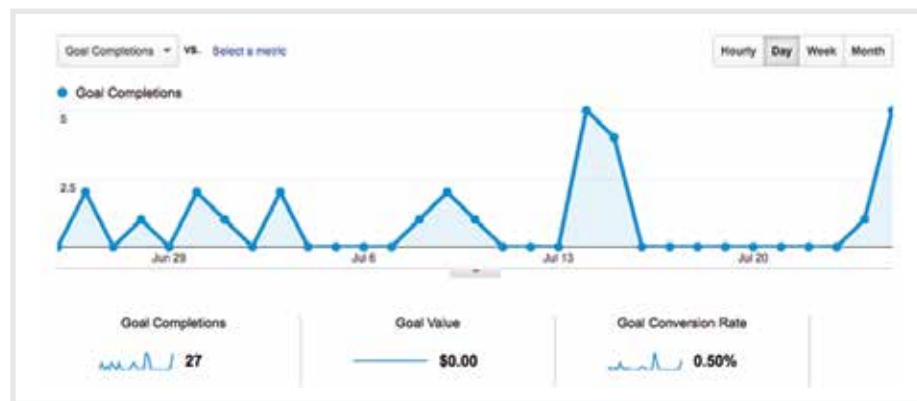 Goal Completions vs. Select a metric Hourly Day Week Month
Goal Completions
5
2.5
Jun 29 Jul 6 Jul 13 Jul 20
Goal Completions Goal Value Goal Conversion Rate
27 $0.00 0.50%